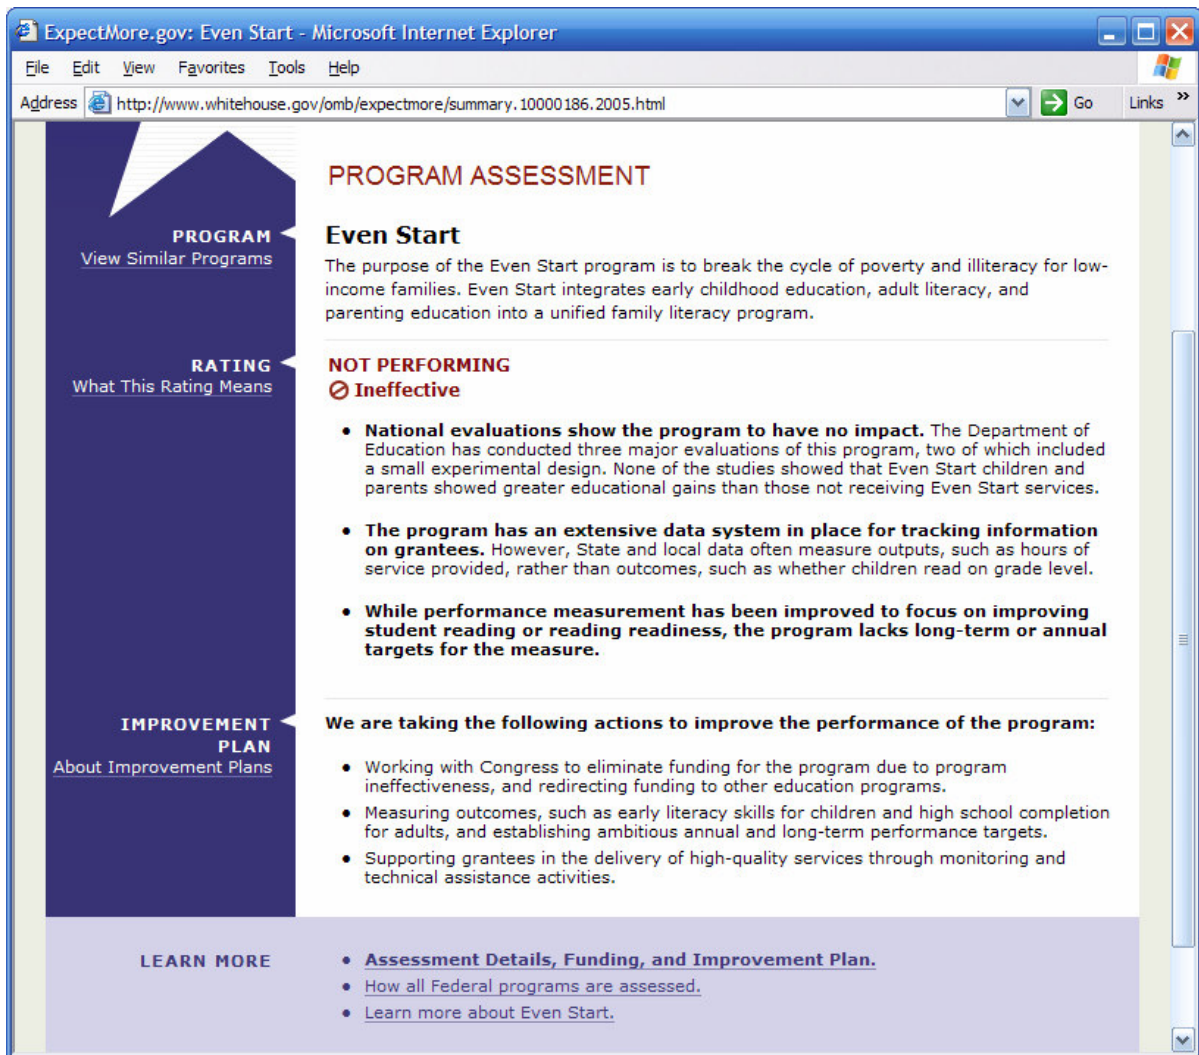 ExpectMore.gov: Even Start - Microsoft Internet Explorer
File Edit View Favorites Tools Help
Address http://www.whitehouse.gov/omb/expectmore/summary.10000186.2005.html Go Links »
PROGRAM ASSESSMENT
PROGRAM
View Similar Programs
Even Start
The purpose of the Even Start program is to break the cycle of poverty and illiteracy for low-
income families. Even Start integrates early childhood education, adult literacy, and
parenting education into a unified family literacy program.
RATING
What This Rating Means
NOT PERFORMING
Ineffective
• National evaluations show the program to have no impact. The Department of
Education has conducted three major evaluations of this program, two of which included
a small experimental design. None of the studies showed that Even Start children and
parents showed greater educational gains than those not receiving Even Start services.
• The program has an extensive data system in place for tracking information
on grantees. However, State and local data often measure outputs, such as hours of
service provided, rather than outcomes, such as whether children read on grade level.
• While performance measurement has been improved to focus on improving
student reading or reading readiness, the program lacks long-term or annual
targets for the measure.
IMPROVEMENT
PLAN
About Improvement Plans
We are taking the following actions to improve the performance of the program:
• Working with Congress to eliminate funding for the program due to program
ineffectiveness, and redirecting funding to other education programs.
• Measuring outcomes, such as early literacy skills for children and high school completion
for adults, and establishing ambitious annual and long-term performance targets.
• Supporting grantees in the delivery of high-quality services through monitoring and
technical assistance activities.
LEARN MORE
• Assessment Details, Funding, and Improvement Plan.
• How all Federal programs are assessed.
• Learn more about Even Start.